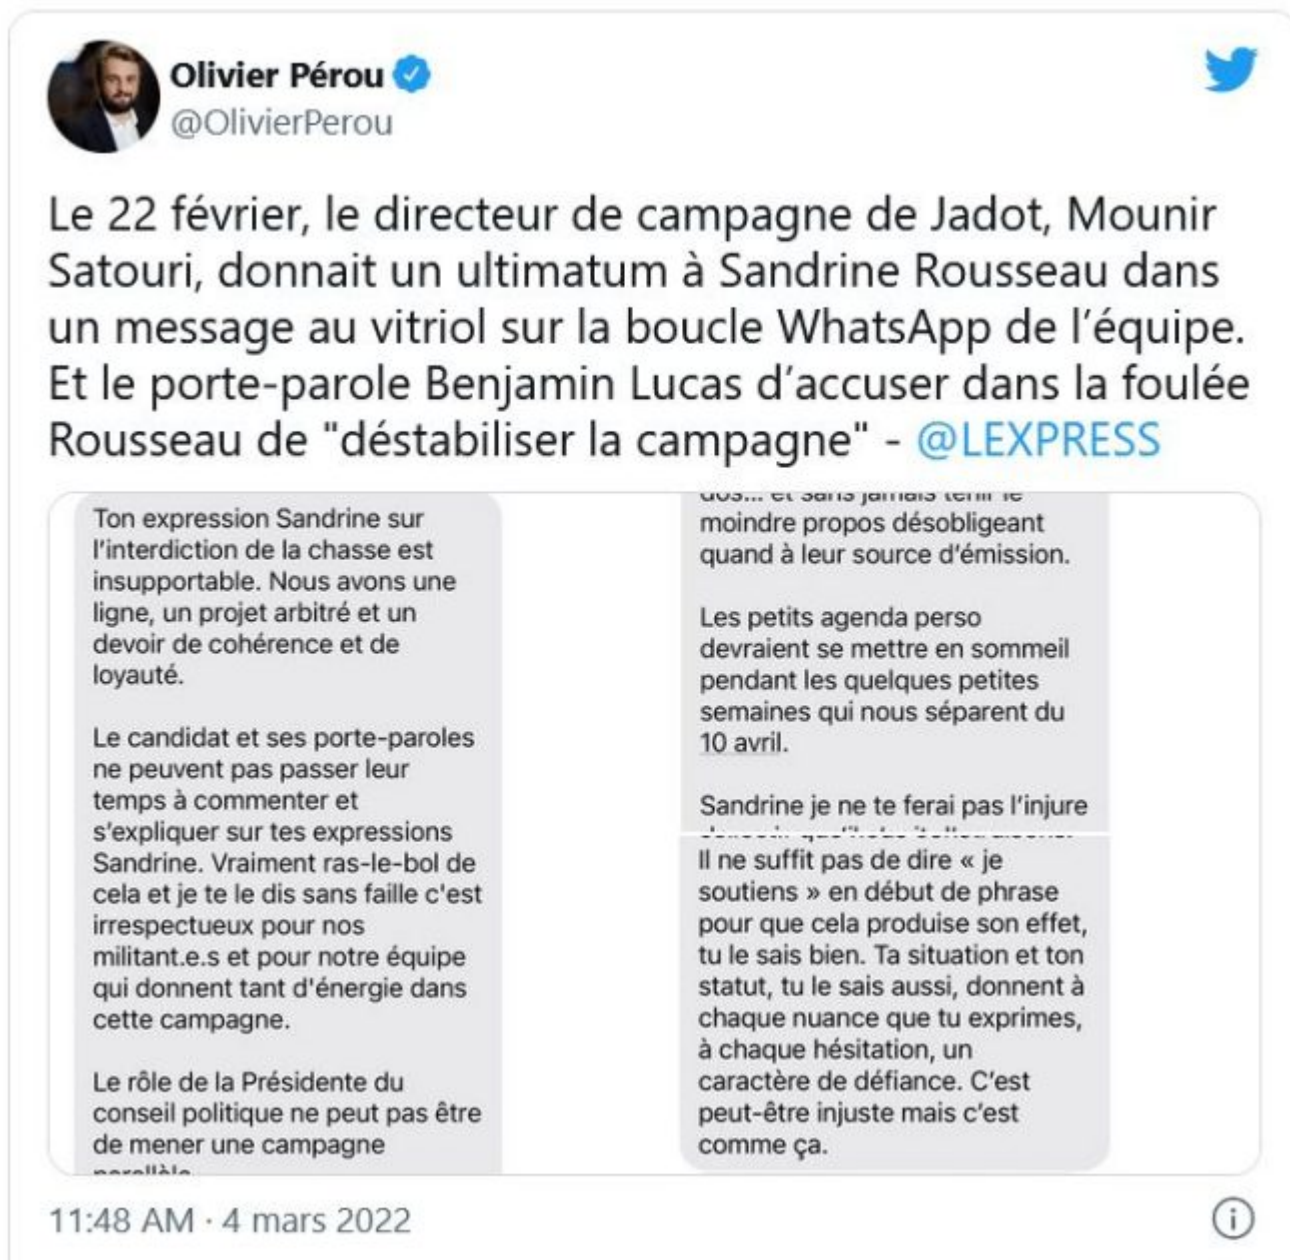 Olivier Pérou
@OlivierPerou
Le 22 février, le directeur de campagne de Jadot, Mounir
Satouri, donnait un ultimatum à Sandrine Rousseau dans
un message au vitriol sur la boucle WhatsApp de l’équipe.
Et le porte-parole Benjamin Lucas d’accuser dans la foulée
Rousseau de "déstabiliser la campagne" - @LEXPRESS
Ton expression Sandrine sur
l’interdiction de la chasse est
insupportable. Nous avons une
ligne, un projet arbitré et un
devoir de cohérence et de
loyauté.
Le candidat et ses porte-paroles
ne peuvent pas passer leur
temps à commenter et
s’expliquer sur tes expressions
Sandrine. Vraiment ras-le-bol de
cela et je te le dis sans faille c'est
irrespectueux pour nos
militant.e.s et pour notre équipe
qui donnent tant d'énergie dans
cette campagne.
Le rôle de la Présidente du
conseil politique ne peut pas être
de mener une campagne
parallèle
dos... et sans jamais tenir le
moindre propos désobligeant
quand à leur source d’émission.
Les petits agenda perso
devraient se mettre en sommeil
pendant les quelques petites
semaines qui nous séparent du
10 avril.
Sandrine je ne te ferai pas l’injure
Il ne suffit pas de dire « je
soutiens » en début de phrase
pour que cela produise son effet,
tu le sais bien. Ta situation et ton
statut, tu le sais aussi, donnent à
chaque nuance que tu exprimes,
à chaque hésitation, un
caractère de défiance. C’est
peut-être injuste mais c’est
comme ça.
11:48 AM · 4 mars 2022